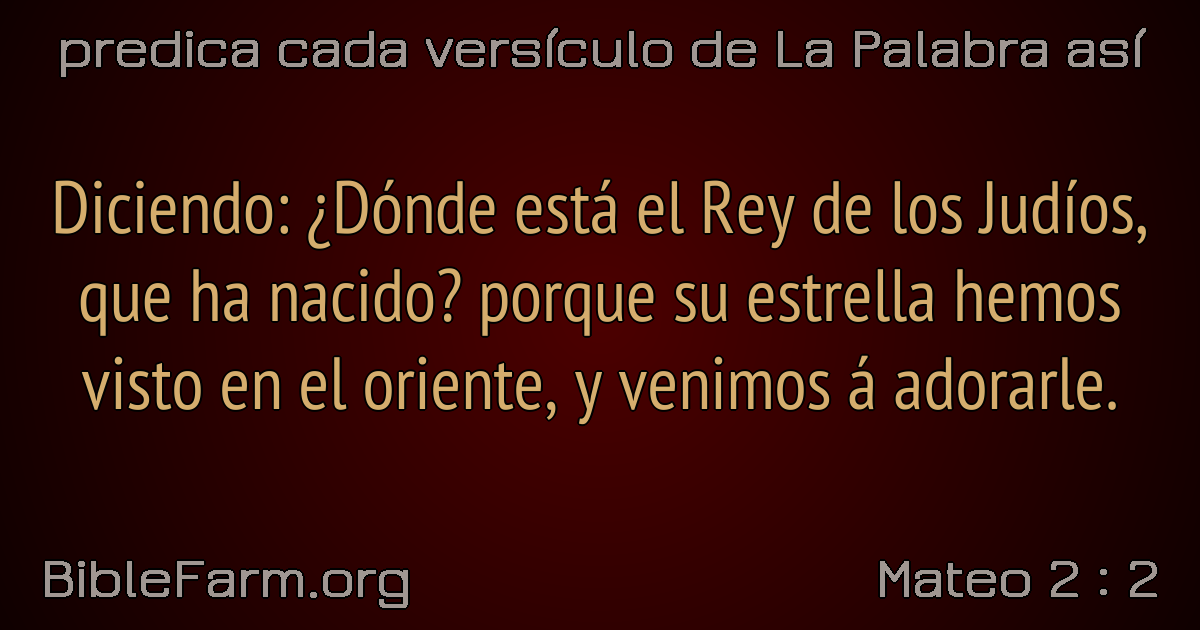 predica cada versículo de La Palabra así
Diciendo: ¿Dónde está el Rey de los Judíos,
que ha nacido? porque su estrella hemos
visto en el oriente, y venimos á adorarle.
BibleFarm.org
Mateo 2 : 2